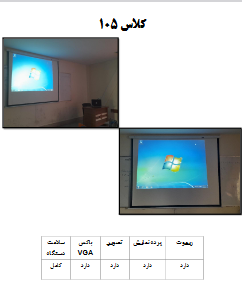 کلاس ۱۰۵
ریموت	پرده نمایش	تصویر	باکس VGA	سلامت دستگاه
دارد	دارد	دارد	دارد	کامل